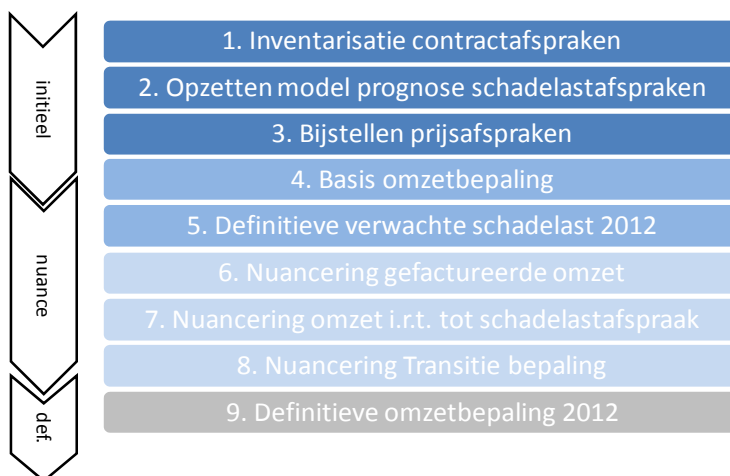 initieel
1. Inventarisatie contractafspraken
2. Opzetten model prognose schadelastafspraken
3. Bijstellen prijsafspraken
nuance
4. Basis omzetbepaling
5. Definitieve verwachte schadelast 2012
6. Nuancering gefactureerde omzet
7. Nuancering omzet i.r.t. tot schadelastafspraak
8. Nuancering Transitie bepaling
def.
9. Definitieve omzetbepaling 2012